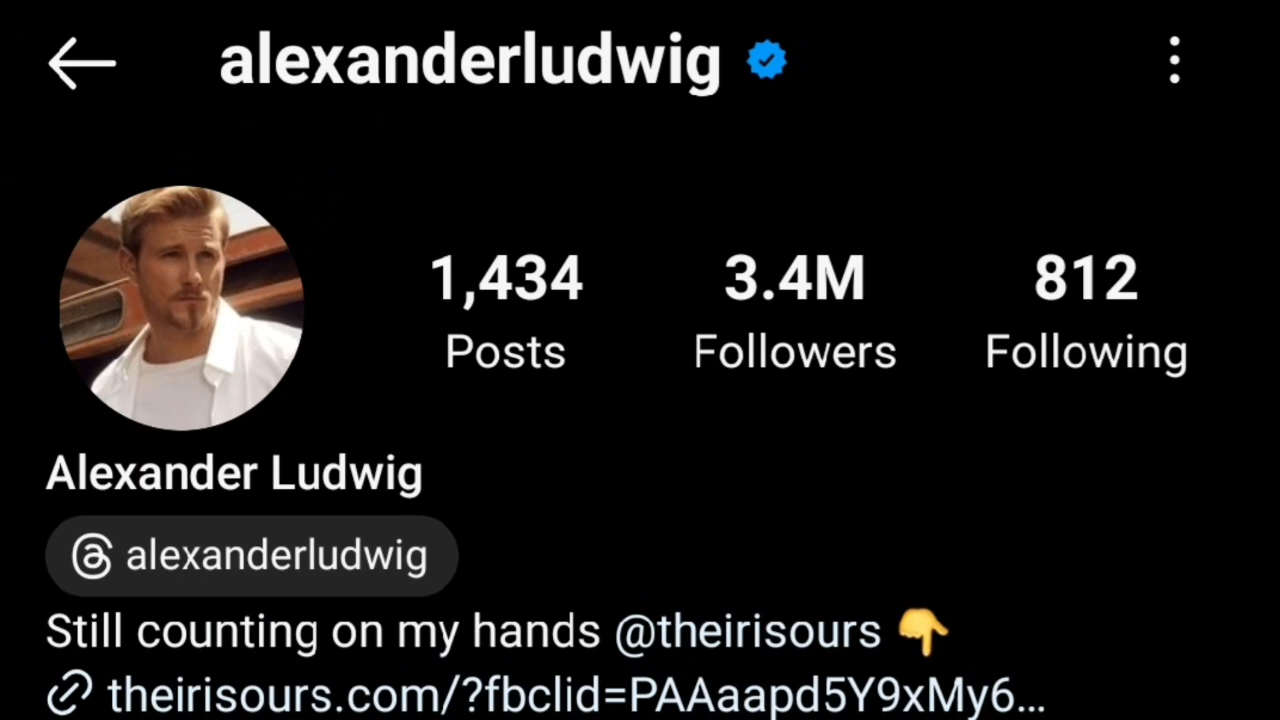 alexanderludwig
1,434 3.4M 812
Posts Followers Following
Alexander Ludwig
alexanderludwig
Still counting on my hands @theirisours 👇
theirisours.com/?fbclid=PAAaapd5Y9xMy6...